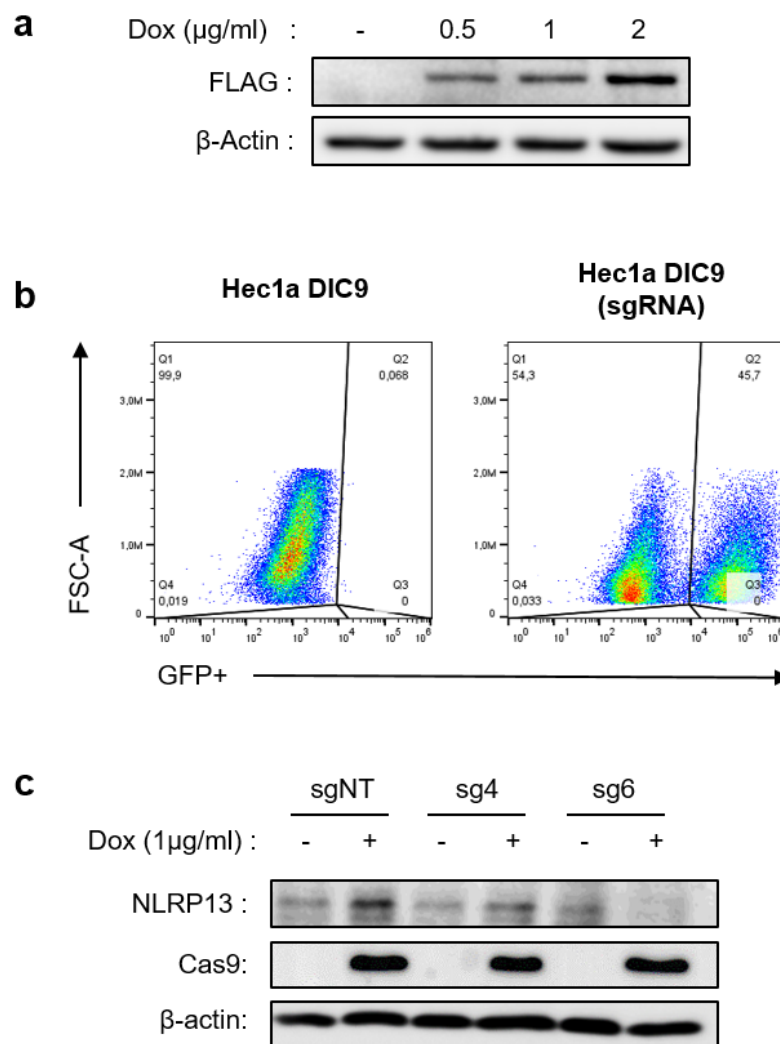 a
Dox (µg/ml) : - 0.5 1 2
FLAG :
β-Actin :
b
Hec1a DIC9
Hec1a DIC9
(sgRNA)
Q1
99,9
Q2
0,068
Q1
54,3
Q2
45,7
3,0M
2,0M
1,0M
0
3,0M
2,0M
1,0M
0
Q4
0,019
Q3
0
Q4
0,033
Q3
0
10⁰ 10¹ 10² 10³ 10⁴ 10⁵ 10⁶
10⁰ 10¹ 10² 10³ 10⁴ 10⁵ 10⁶
FSC-A
GFP+
c
sgNT sg4 sg6
Dox (1µg/ml) : - + - + - +
NLRP13 :
Cas9:
β-actin: